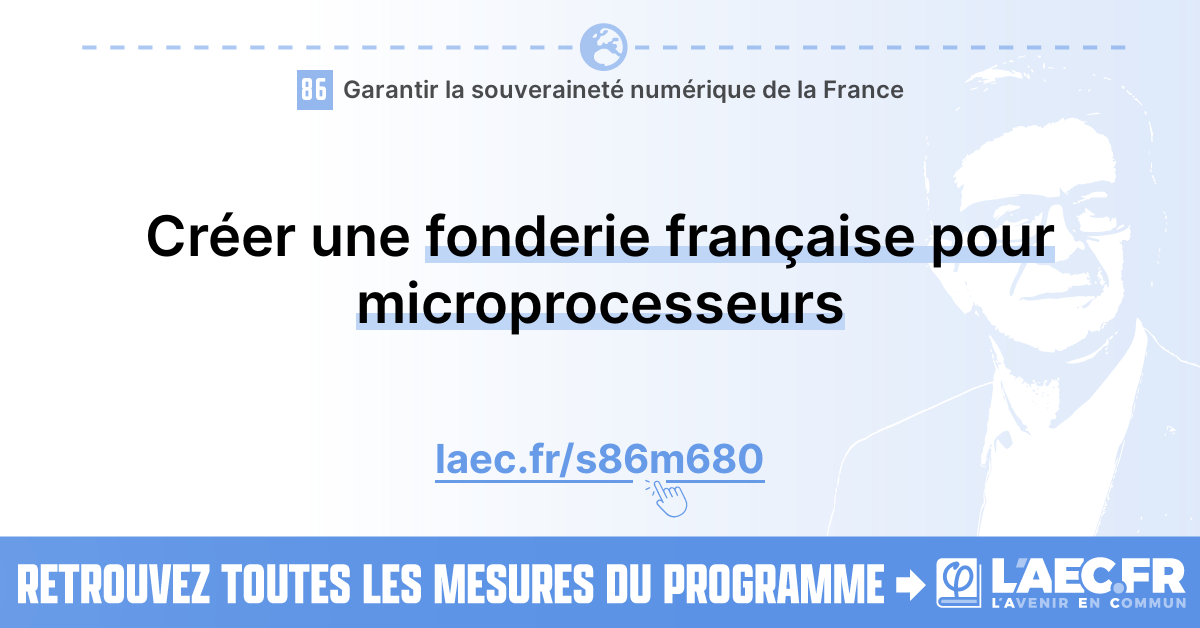 86 Garantir la souveraineté numérique de la France
Créer une fonderie française pour
microprocesseurs
laec.fr/s86m680
RETROUVEZ TOUTES LES MESURES DU PROGRAMME
L'AEC.FR
L'AVENIR EN COMMUN